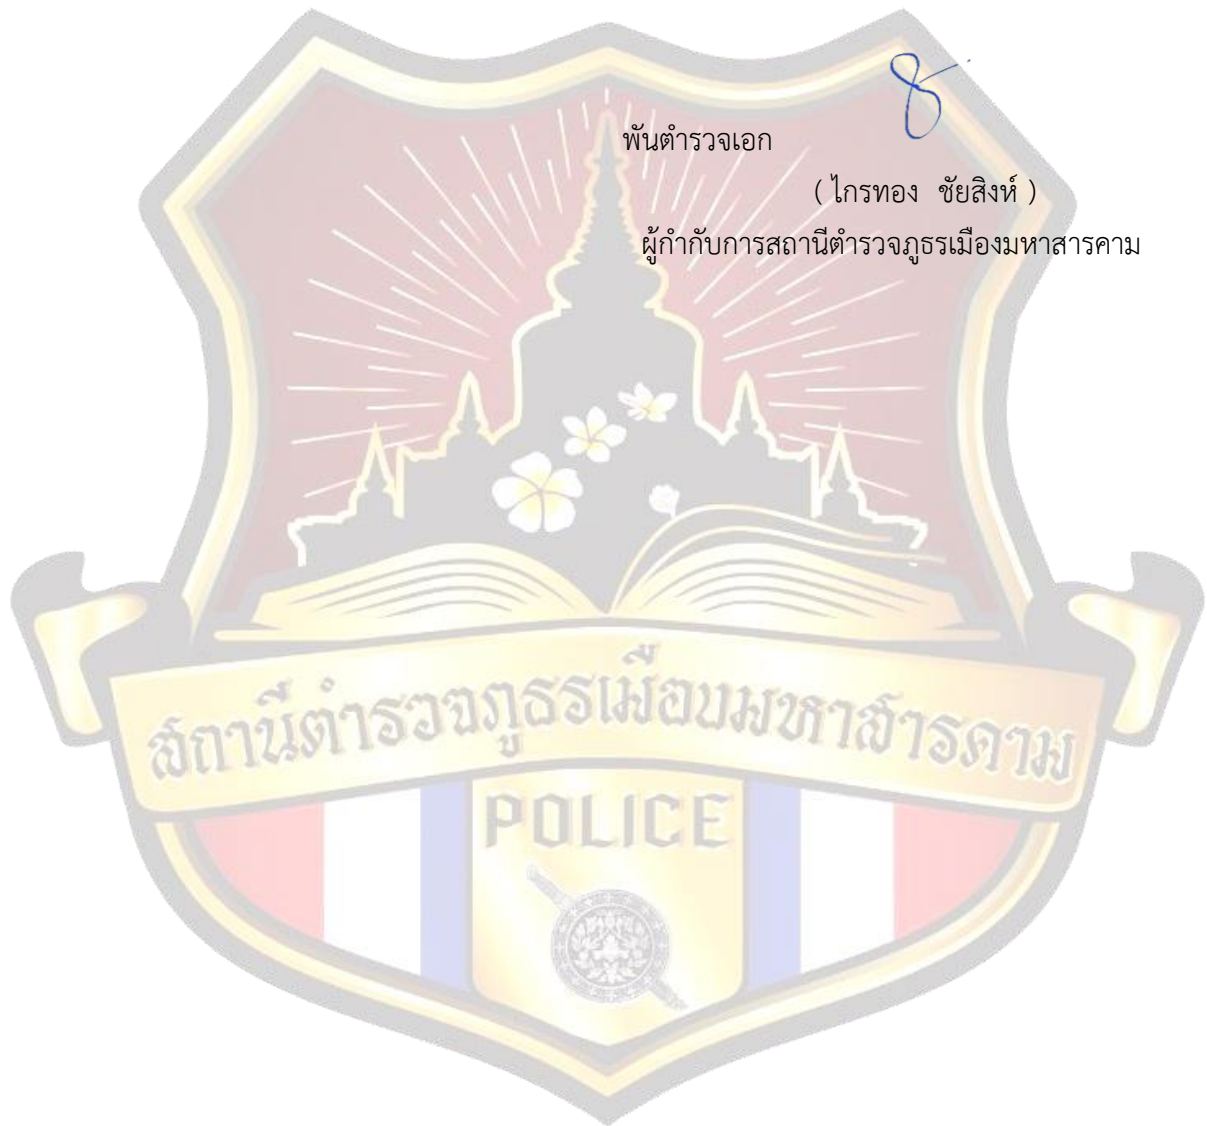 พันตำรวจเอก
( ไกรทอง ชัยสิงห์ )
ผู้กำกับการสถานีตำรวจภูธรเมืองมหาสารคาม
สถานีตำรวจภูธรเมืองมหาสารคาม
POLICE